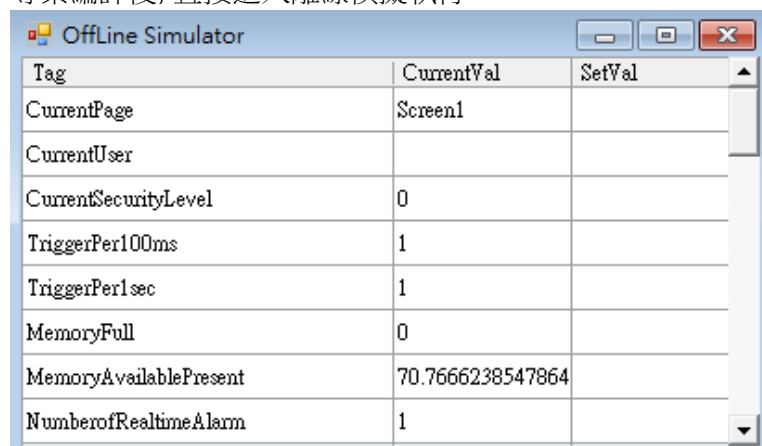 OffLine Simulator
Tag CurrentVal SetVal
CurrentPage Screen1
CurrentUser
CurrentSecurityLevel 0
TriggerPer100ms 1
TriggerPer1sec 1
MemoryFull 0
MemoryAvailablePresent 70.7666238547864
NumberofRealtimeAlarm 1